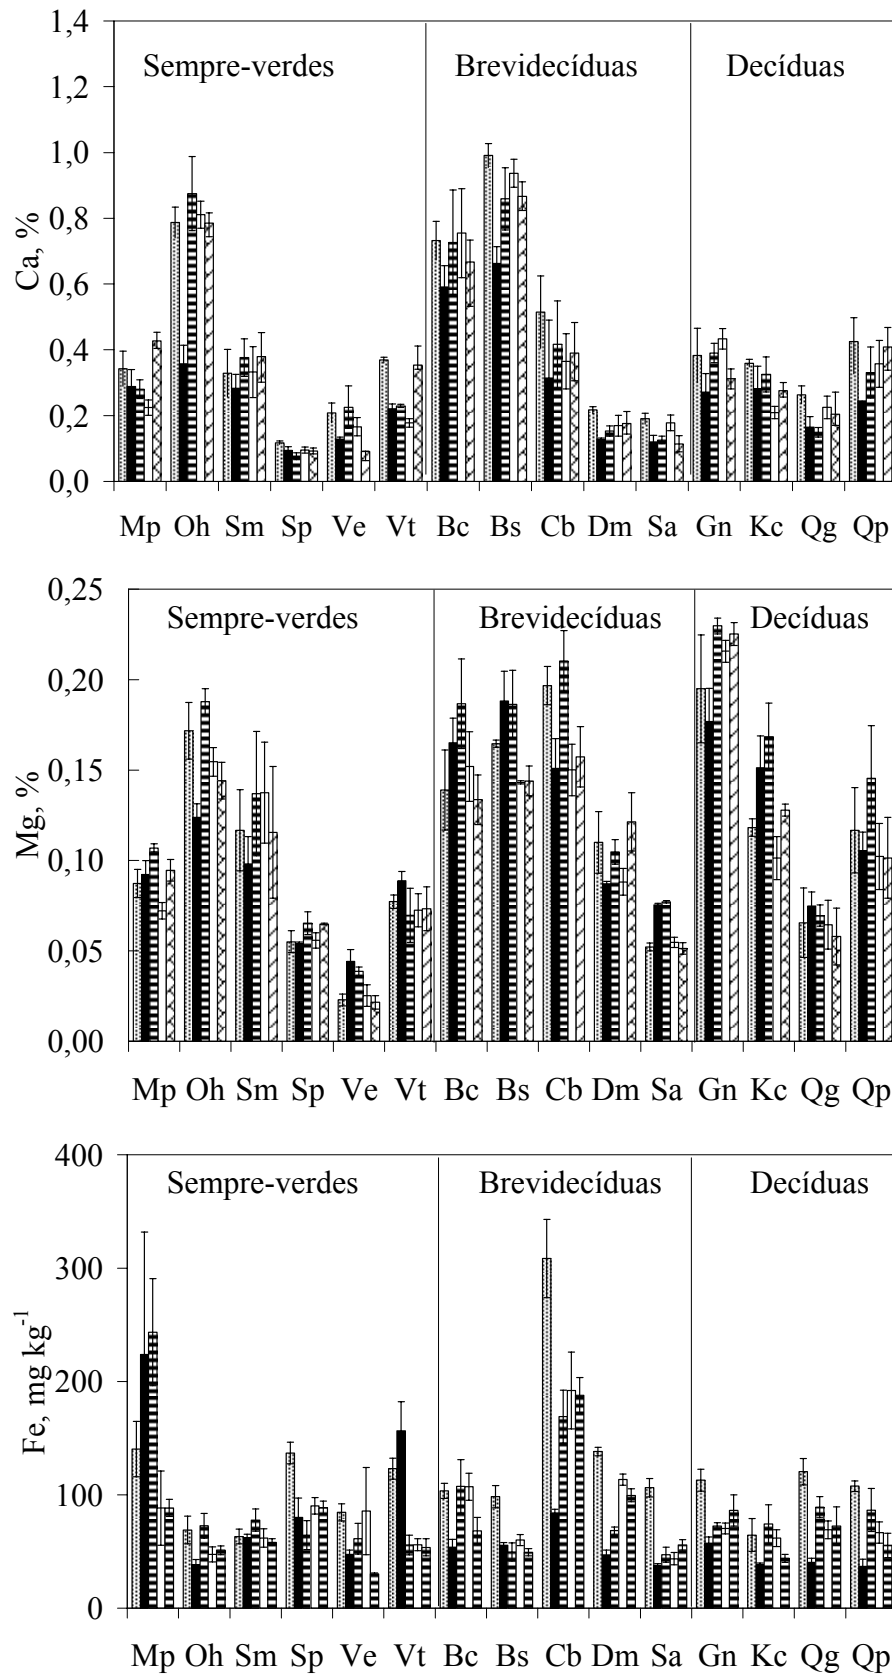 1,4
Sempre-verdes Brevidecíduas Decíduas
1,2
1,0
0,8
0,6
0,4
0,2
0,0
Ca, %
Mp Oh Sm Sp Ve Vt Bc Bs Cb Dm Sa Gn Kc Qg Qp
0,25
Sempre-verdes Brevidecíduas Decíduas
0,20
0,15
0,10
0,05
0,00
Mg, %
Mp Oh Sm Sp Ve Vt Bc Bs Cb Dm Sa Gn Kc Qg Qp
400
Sempre-verdes Brevidecíduas Decíduas
300
200
100
0
Fe, mg kg⁻¹
Mp Oh Sm Sp Ve Vt Bc Bs Cb Dm Sa Gn Kc Qg Qp